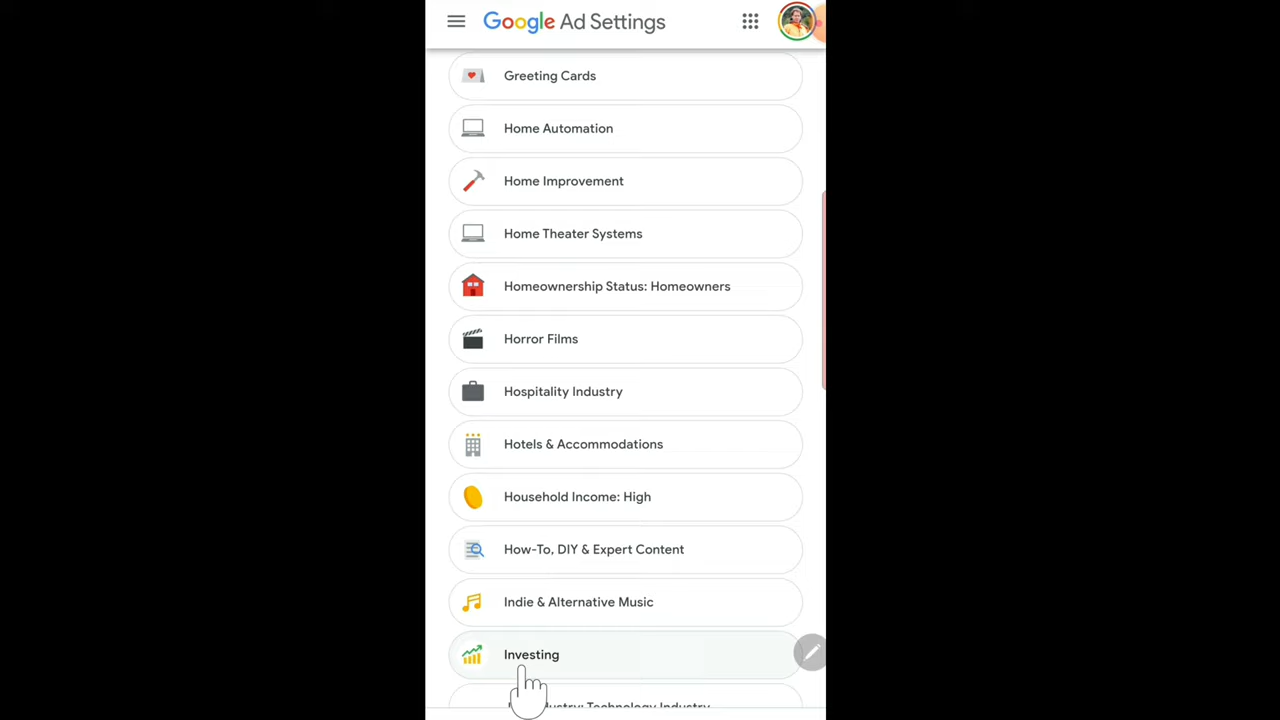 Google Ad Settings
Greeting Cards
Home Automation
Home Improvement
Home Theater Systems
Homeownership Status: Homeowners
Horror Films
Hospitality Industry
Hotels & Accommodations
Household Income: High
How-To, DIY & Expert Content
Indie & Alternative Music
Investing
Industry: Technology Industry